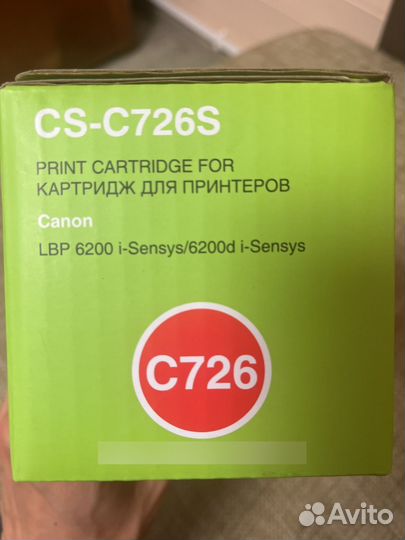 CS-C726S
PRINT CARTRIDGE FOR
КАРТРИДЖ ДЛЯ ПРИНТЕРОВ
Canon
LBP 6200 i-Sensys/6200d i-Sensys
C726
Avito